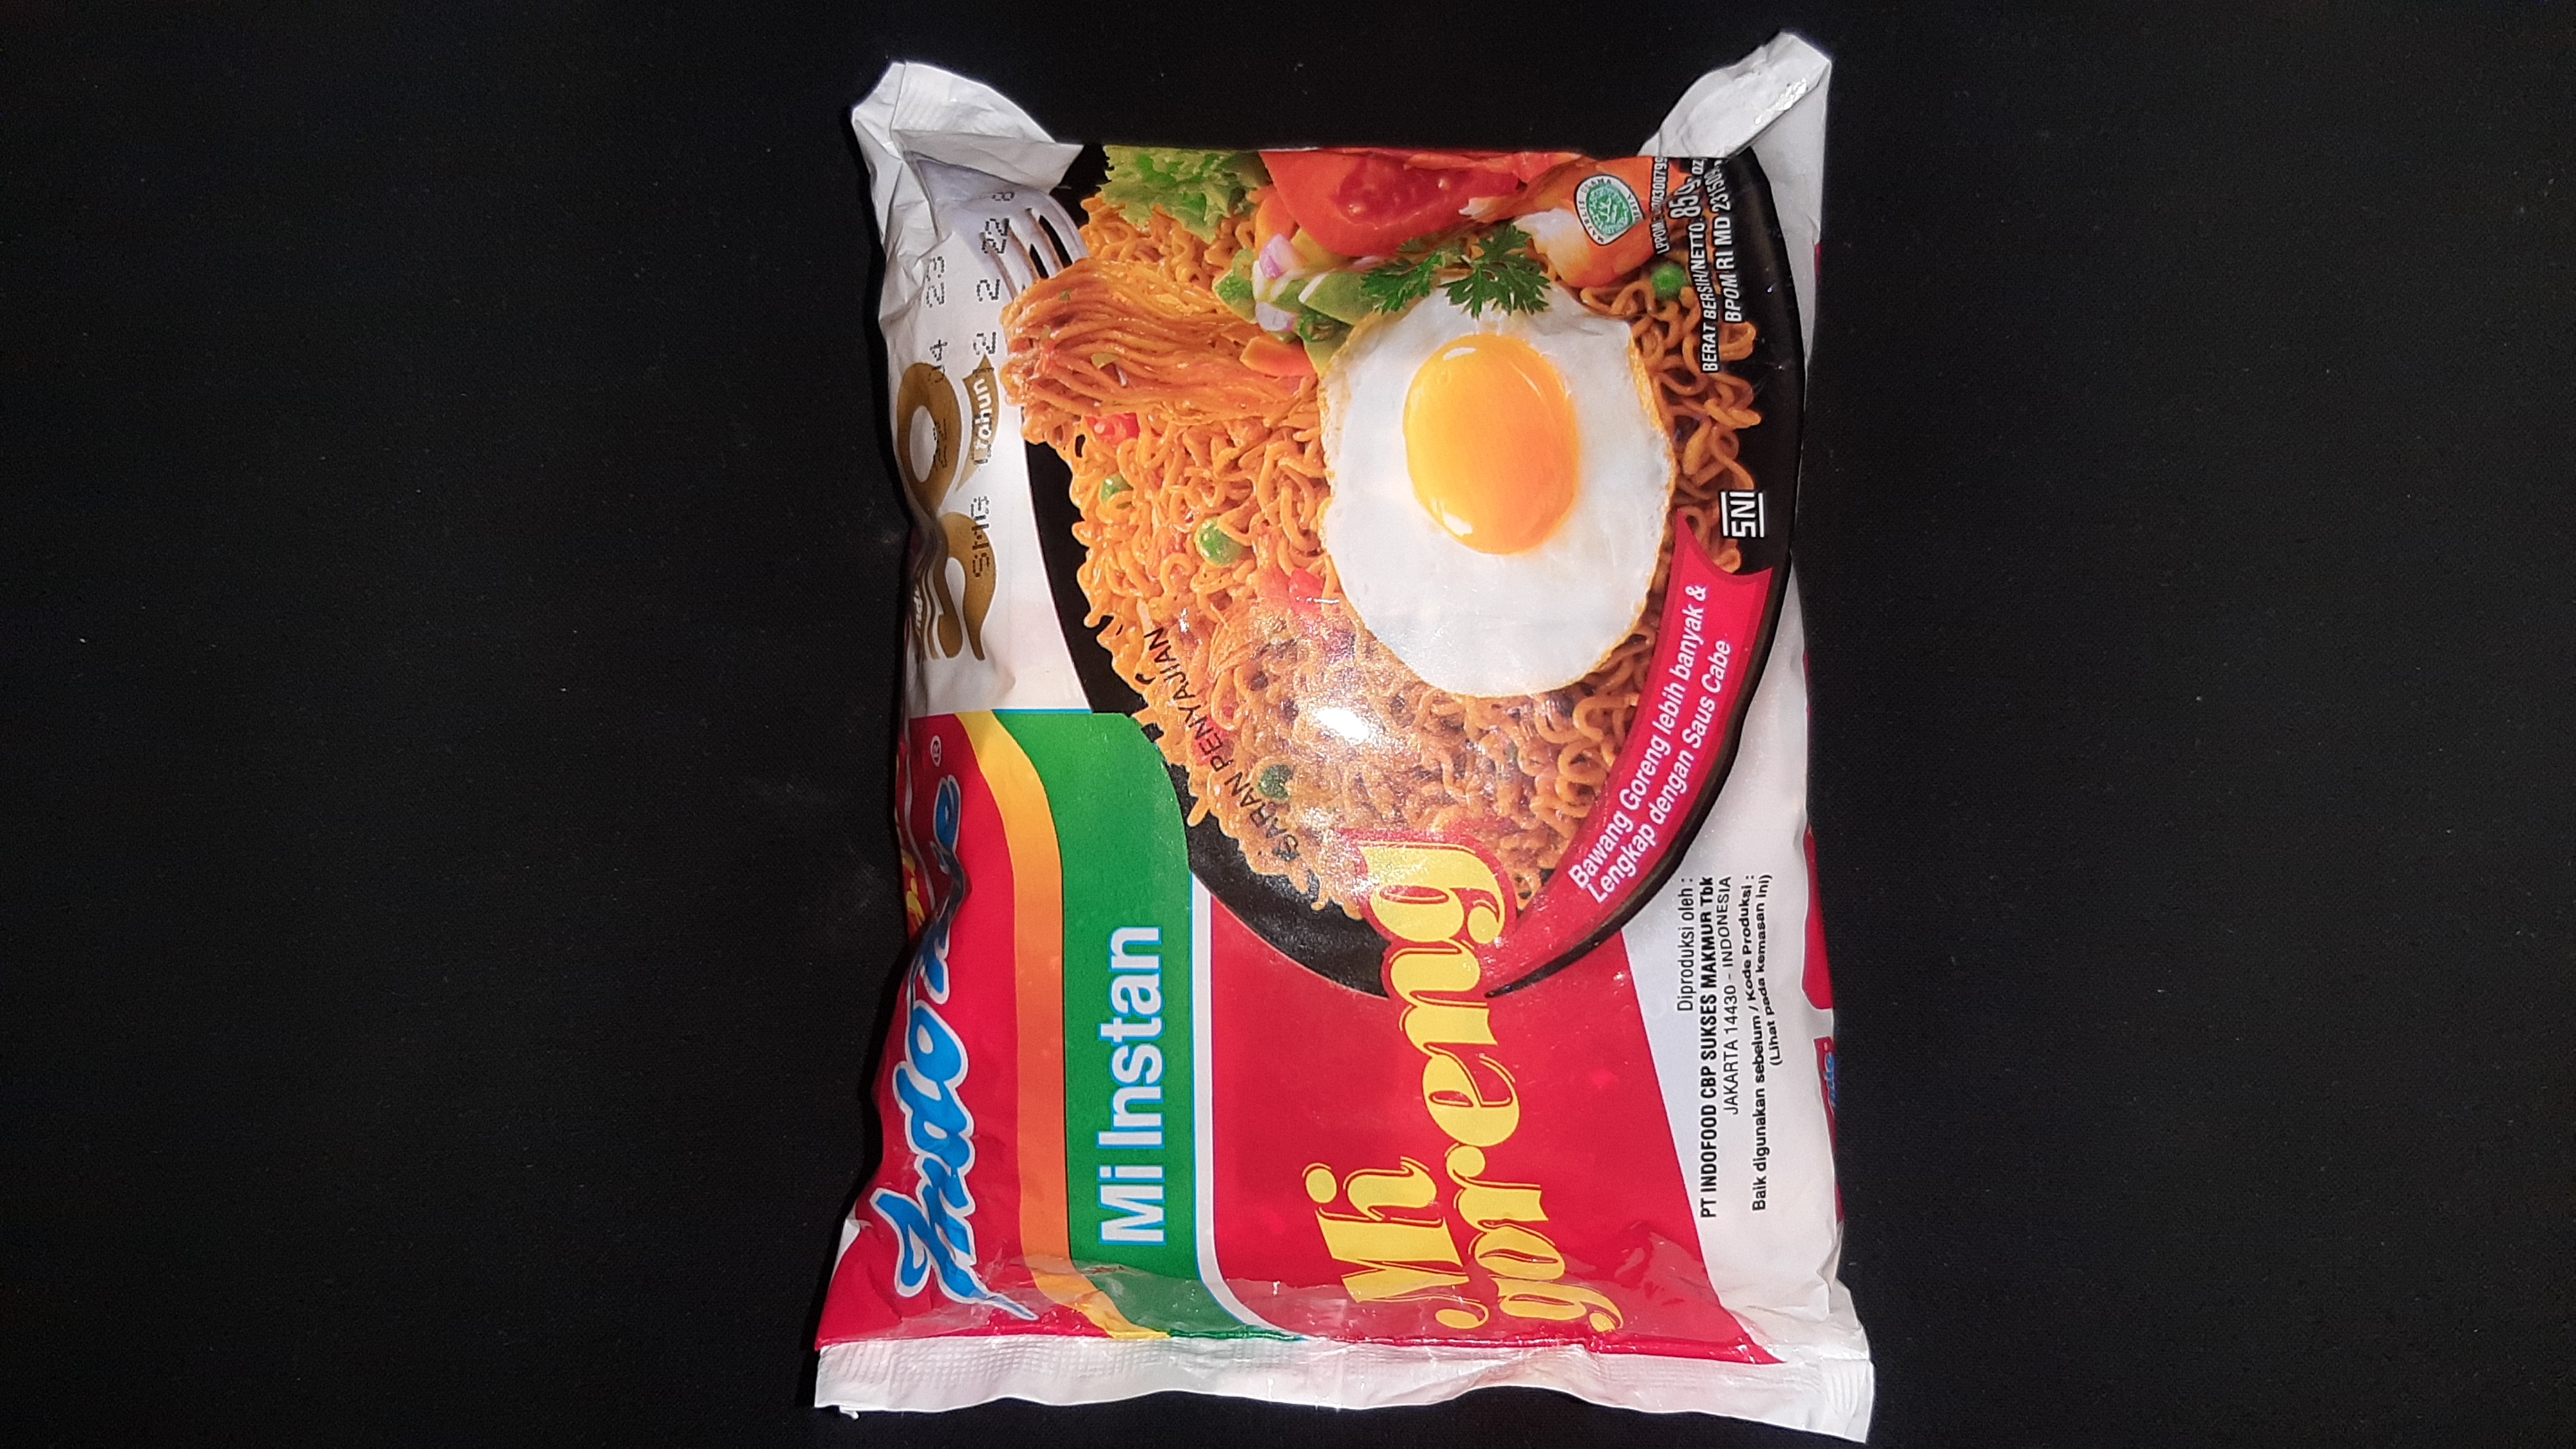 Indomie®
Mi Instan
Mi
goreng
SARAN PENYAJIAN
Bawang Goreng lebih banyak &
Lengkap dengan Saus Cabe
SNI
tahun
BERAT BERSIH/NETTO: 85 g
BPOM RI MD
Diproduksi oleh :
PT INDOFOOD CBP SUKSES MAKMUR Tbk
JAKARTA 14430 - INDONESIA
Baik digunakan sebelum / Kode Produksi :
(Lihat pada kemasan ini)